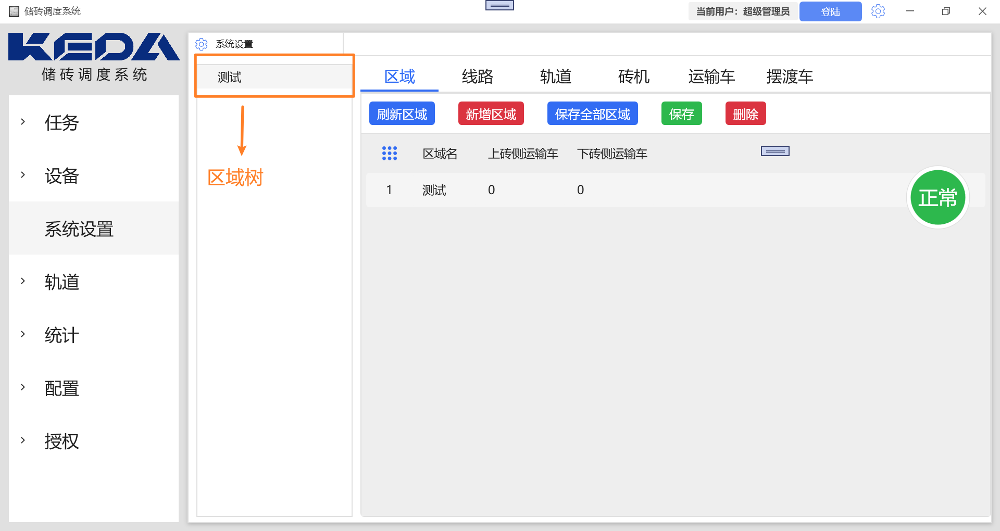 储砖调度系统
当前用户：超级管理员
登陆
KEDA
储砖调度系统
任务
设备
系统设置
轨道
统计
配置
授权
系统设置
测试
区域树
区域 线路 轨道 砖机 运输车 摆渡车
刷新区域 新增区域 保存全部区域 保存 删除
区域名 上砖侧运输车 下砖侧运输车
1 测试 0 0
正常